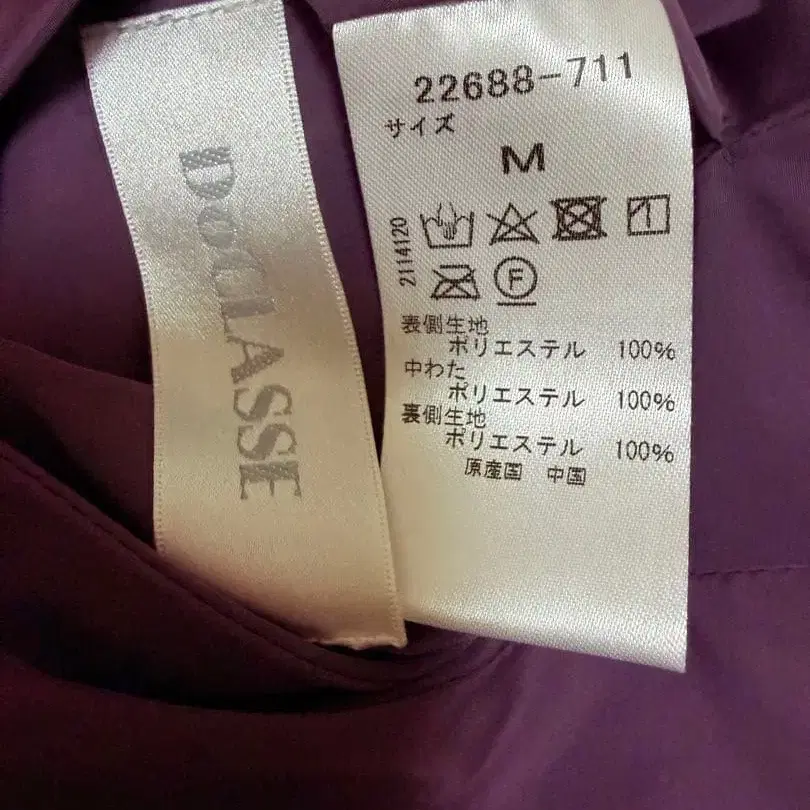 DoCLASSE
22688-711
サイズ
M
2114120
F
表側生地
ポリエステル 100%
中わた
ポリエステル 100%
裏側生地
ポリエステル 100%
原産国 中国